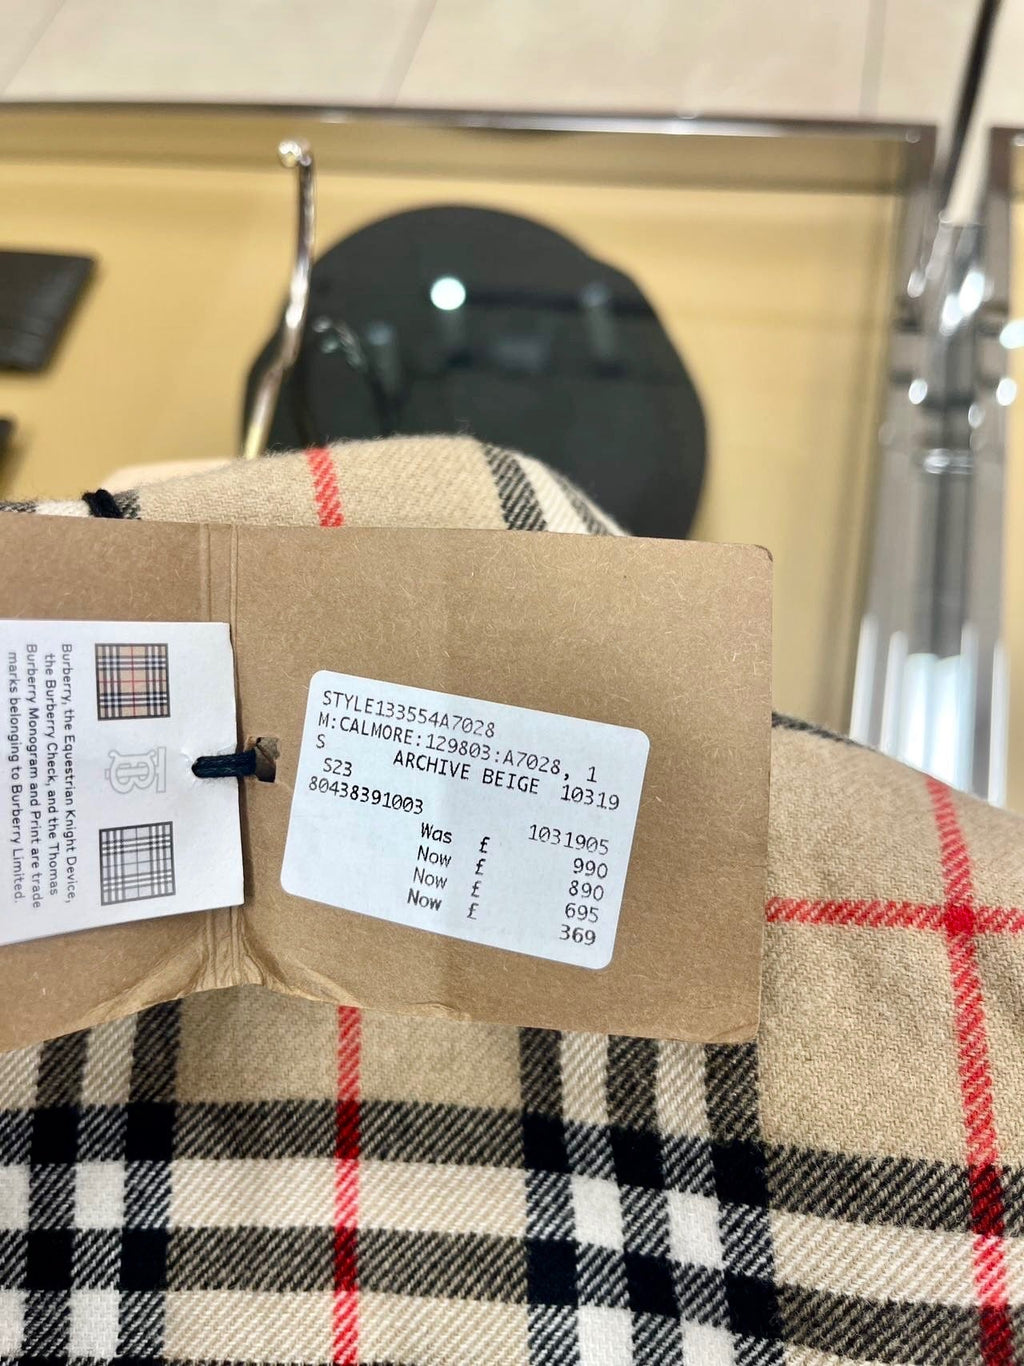 Burberry, the Equestrian Knight Device,
the Burberry Check, and the Thomas
Burberry Monogram and Print are trade
marks belonging to Burberry Limited.
STYLE133554A7028
M:CALMORE:129803:A7028, 1
S ARCHIVE BEIGE 10319
S23
80438391003 1031905
Was £ 990
Now £ 890
Now £ 695
Now £ 369